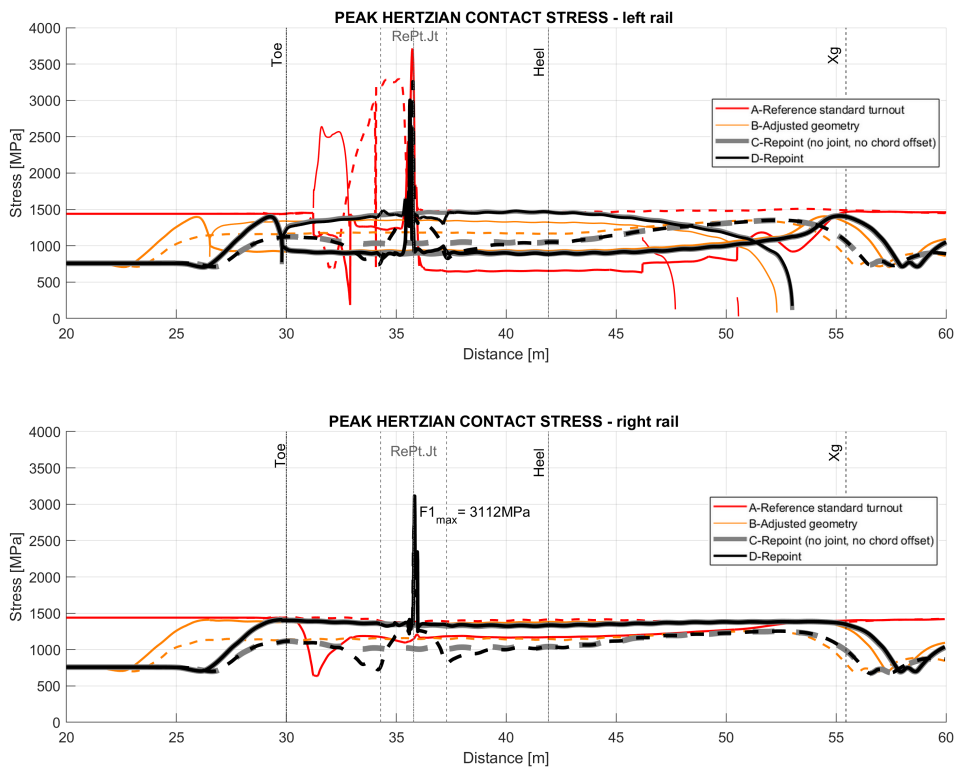 PEAK HERTZIAN CONTACT STRESS - left rail
4000
3500
3000
2500
2000
1500
1000
500
0
Stress [MPa]
Toe
RePt.Jt
Heel
Xg
A-Reference standard turnout
B-Adjusted geometry
C-Repoint (no joint, no chord offset)
D-Repoint
20 25 30 35 40 45 50 55 60
Distance [m]
PEAK HERTZIAN CONTACT STRESS - right rail
4000
3500
3000
2500
2000
1500
1000
500
0
Stress [MPa]
Toe
RePt.Jt
Heel
Xg
F1max= 3112MPa
A-Reference standard turnout
B-Adjusted geometry
C-Repoint (no joint, no chord offset)
D-Repoint
20 25 30 35 40 45 50 55 60
Distance [m]